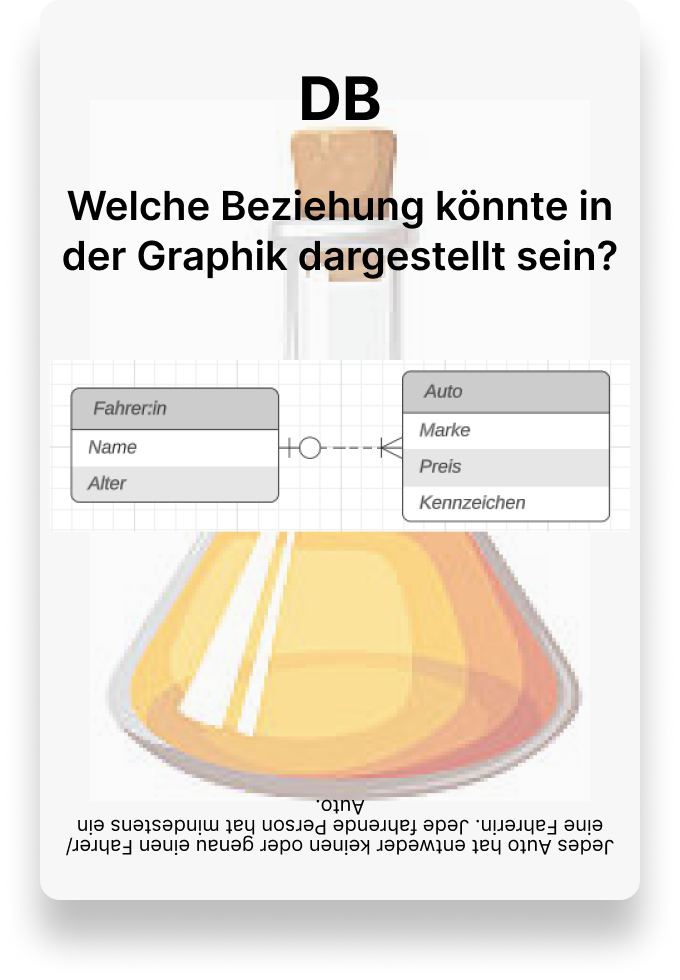 DB
Welche Beziehung könnte in
der Graphik dargestellt sein?
Fahrer:in
Name
Alter
Auto
Marke
Preis
Kennzeichen
Jedes Auto hat entweder keinen oder genau einen Fahrer/
eine Fahrerin. Jede fahrende Person hat mindestens ein
Auto.